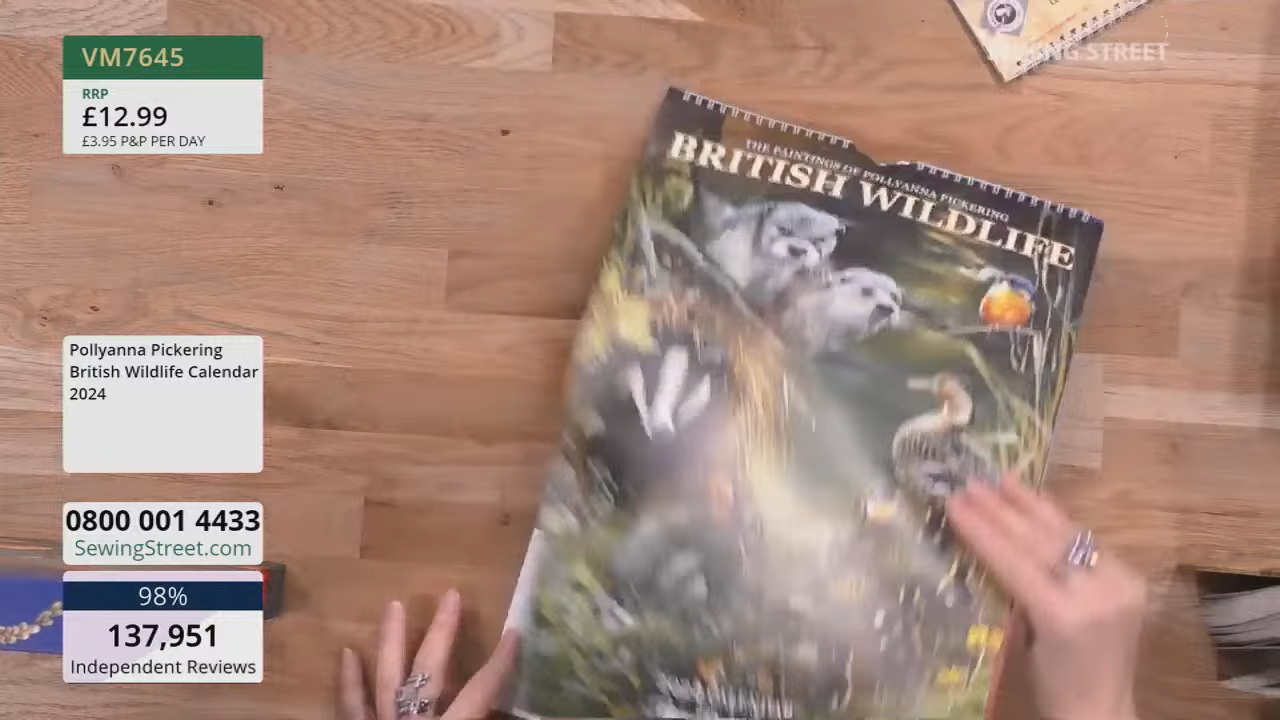 VM7645
RRP
£12.99
£3.95 P&P PER DAY
SEWING STREET
THE PAINTINGS OF POLLYANNA PICKERING
BRITISH WILDLIFE
Pollyanna Pickering
British Wildlife Calendar
2024
0800 001 4433
SewingStreet.com
98%
137,951
Independent Reviews